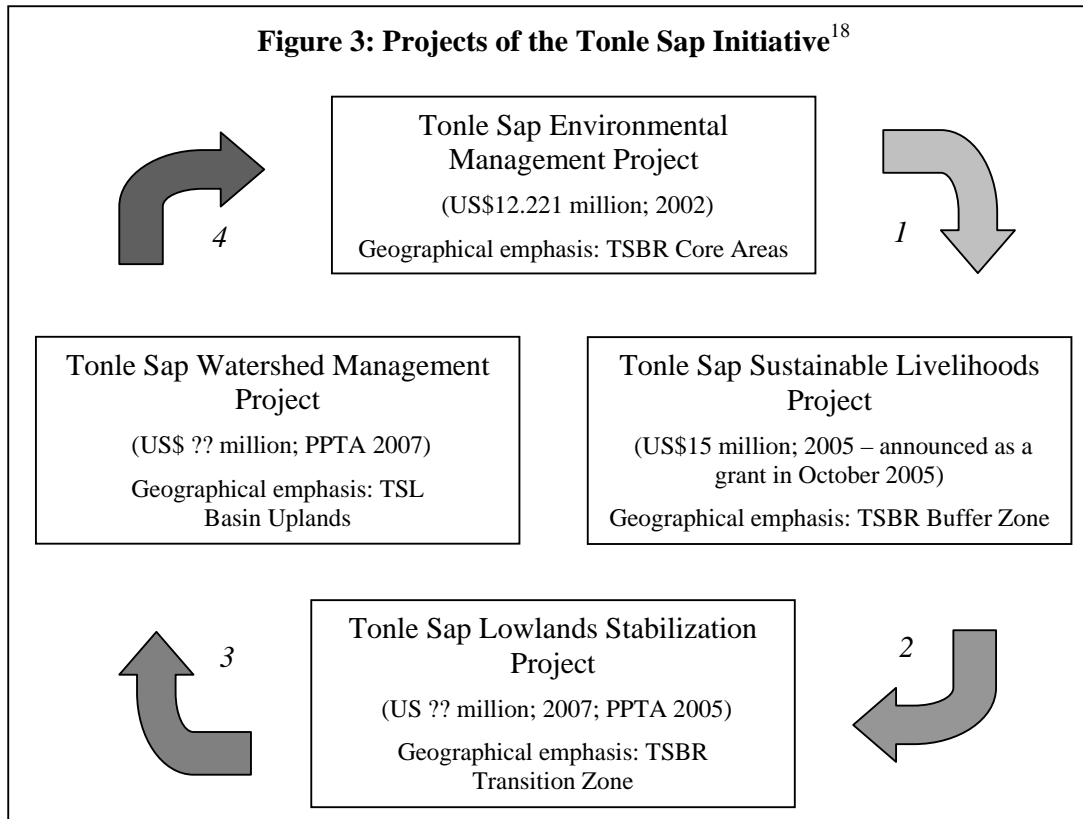 Figure 3: Projects of the Tonle Sap Initiative18
Tonle Sap Environmental
Management Project
(US$12.221 million; 2002)
Geographical emphasis: TSBR Core Areas
4
1
Tonle Sap Watershed Management
Project
(US$ ?? million; PPTA 2007)
Geographical emphasis: TSL
Basin Uplands
Tonle Sap Sustainable Livelihoods
Project
(US$15 million; 2005 – announced as a
grant in October 2005)
Geographical emphasis: TSBR Buffer Zone
3
2
Tonle Sap Lowlands Stabilization
Project
(US ?? million; 2007; PPTA 2005)
Geographical emphasis: TSBR
Transition Zone